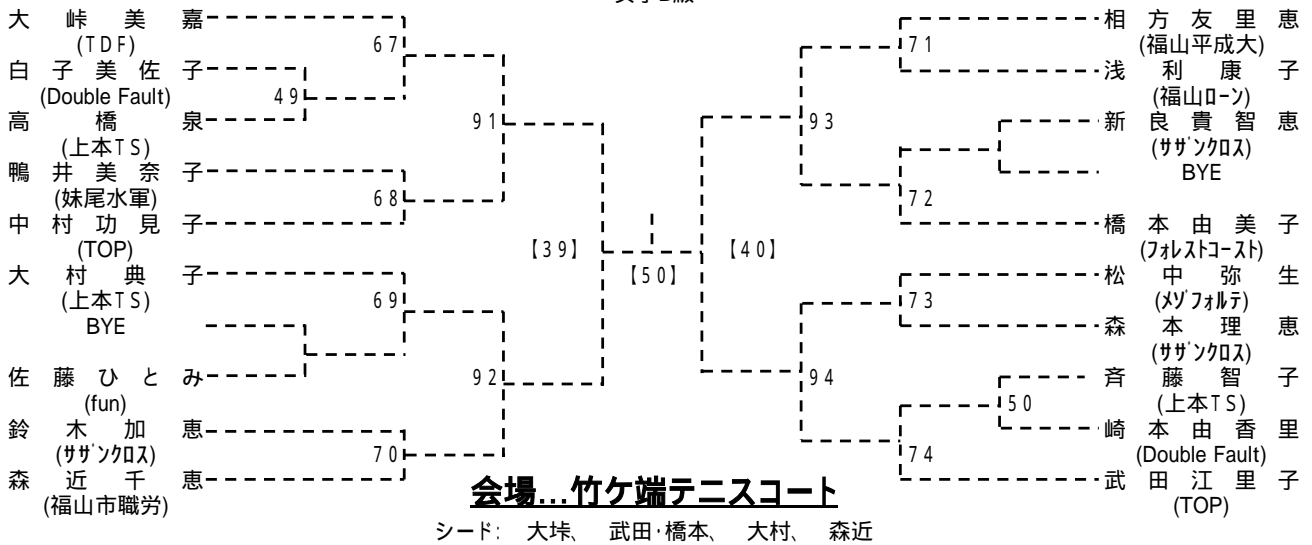 大峠美嘉
(TDF)
白子美佐子
(Double Fault)
高橋泉
(上本TS)
鴨井美奈子
(妹尾水軍)
中村功見子
(TOP)
大村典子
(上本TS)
BYE
佐藤ひとみ
(fun)
鈴木加恵
(ｻｻﾞﾝｸﾛｽ)
森近千恵
(福山市職労)
67
49
91
68
69
92
70
【39】
【50】
【40】
71
93
72
73
94
50
74
相方友里恵
(福山平成大)
浅利康子
(福山ﾛｰﾝ)
新良貴智恵
(ｻｻﾞﾝｸﾛｽ)
BYE
橋本由美子
(ﾌｫﾚｽﾄｺｰｽﾄ)
松中弥生
(ﾒｿﾞﾌｫﾙﾃ)
森本理恵
(ｻｻﾞﾝｸﾛｽ)
斉藤智子
(上本TS)
崎本由香里
(Double Fault)
武田江里子
(TOP)
会場…竹ケ端テニスコート
シード: 大垰、 武田・橋本、 大村、 森近